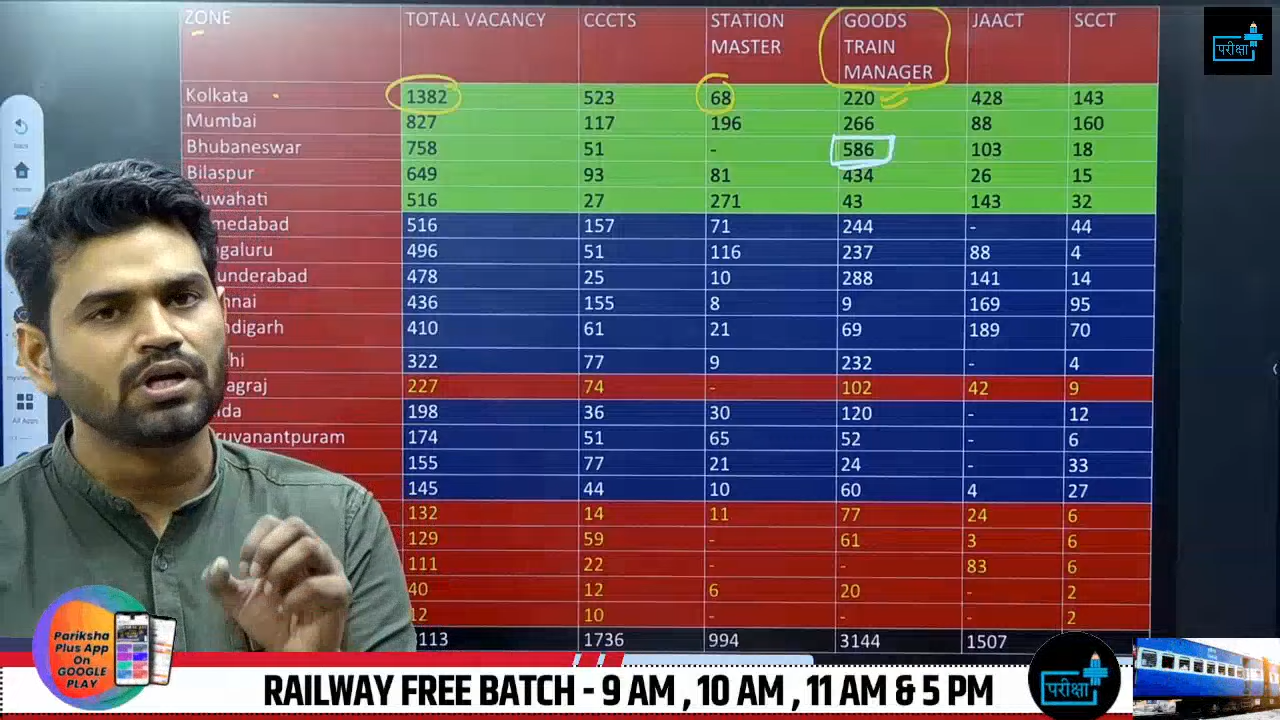 ZONE TOTAL VACANCY CCCTS STATION MASTER GOODS TRAIN MANAGER JAACT SCCT
परीक्षा
Kolkata 1382 523 68 220 428 143
Mumbai 827 117 196 266 88 160
Bhubaneswar 758 51 - 586 103 18
Bilaspur 649 93 81 434 26 15
uwahati 516 27 271 43 143 32
medabad 516 157 71 244 - 44
ngaluru 496 51 116 237 88 4
underabad 478 25 10 288 141 14
nnai 436 155 8 9 169 95
ndigarh 410 61 21 69 189 70
hi 322 77 9 232 - 4
agraj 227 74 - 102 42 9
lda 198 36 30 120 - 12
ruvanantpuram 174 51 65 52 - 6
155 77 21 24 - 33
145 44 10 60 4 27
132 14 11 77 24 6
129 59 - 61 3 6
111 22 - - 83 6
40 12 6 20 - 2
12 10 - - - 2
113 1736 994 3144 1507
All Apps
Pariksha
Plus App
On
GOOGLE
PLAY
परीक्षा
RAILWAY FREE BATCH - 9 AM , 10 AM , 11 AM & 5 PM